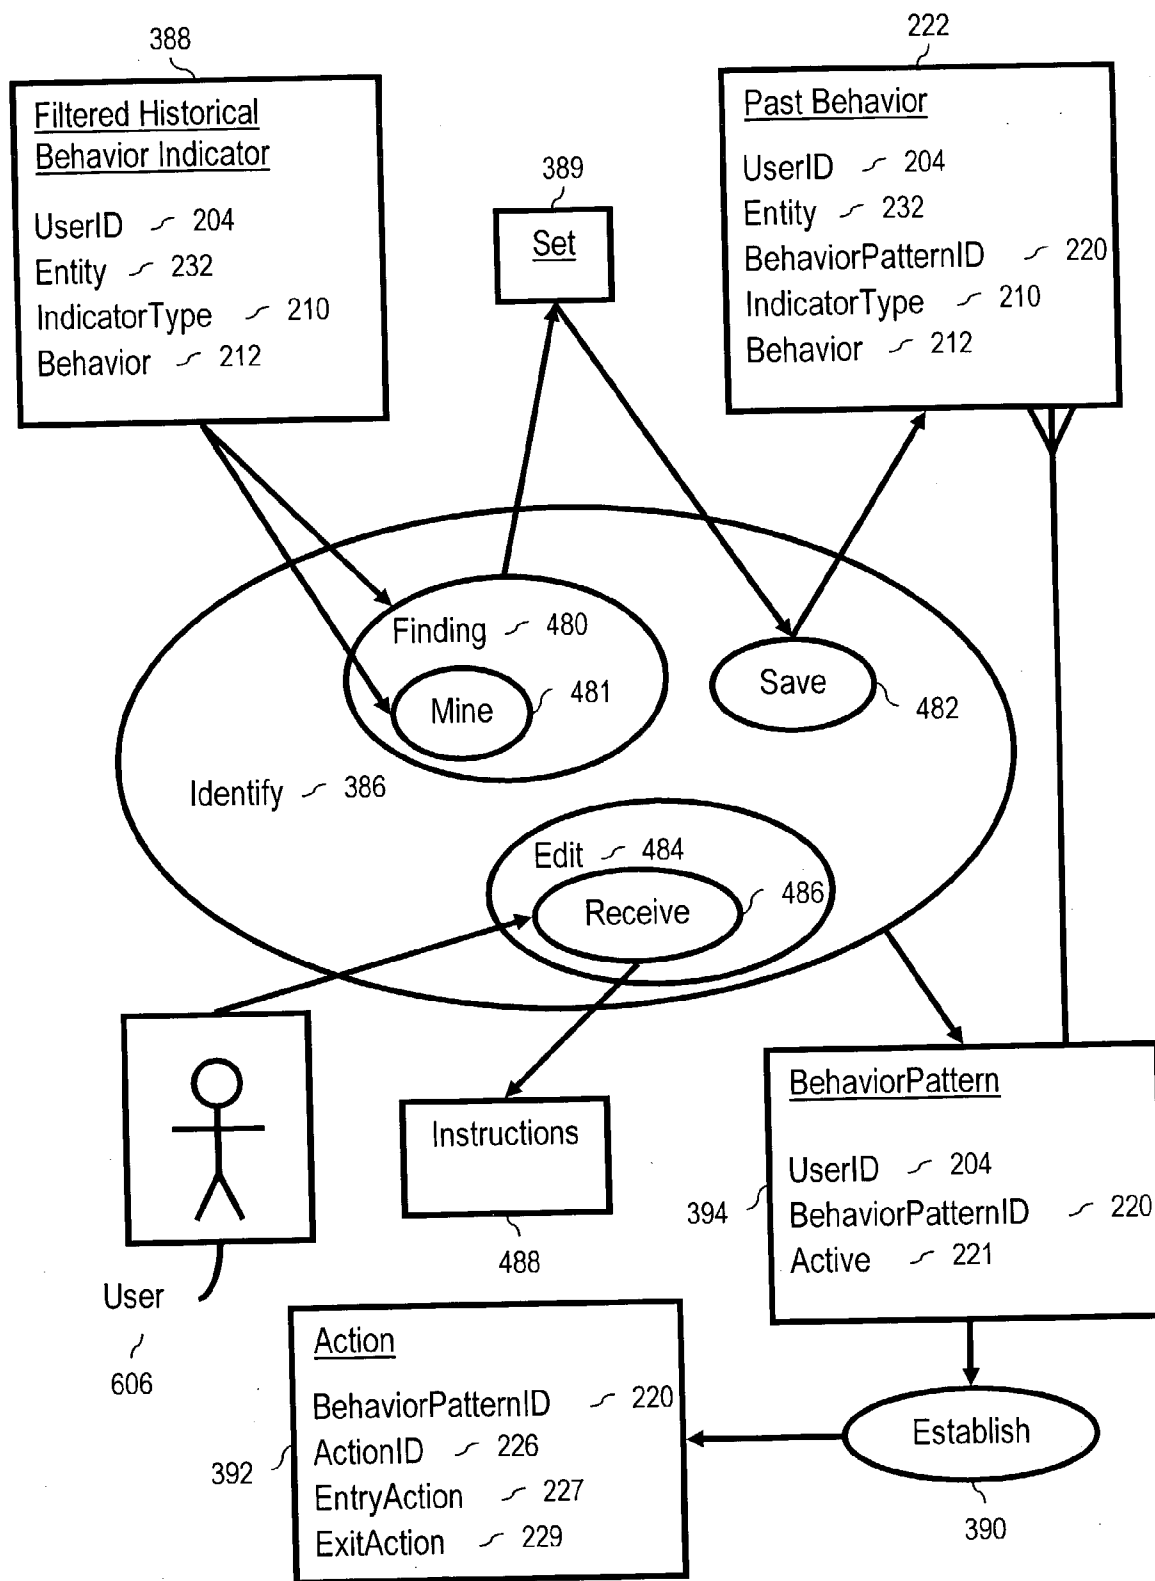 388
222
Filtered Historical
Behavior Indicator
UserID 204
Entity 232
IndicatorType 210
Behavior 212
389
Set
Past Behavior
UserID 204
Entity 232
BehaviorPatternID 220
IndicatorType 210
Behavior 212
Finding 480
Mine 481
Save 482
Identify 386
Edit 484
Receive 486
Instructions
488
User
606
BehaviorPattern
UserID 204
BehaviorPatternID 220
Active 221
394
Action
BehaviorPatternID 220
ActionID 226
EntryAction 227
ExitAction 229
392
Establish
390